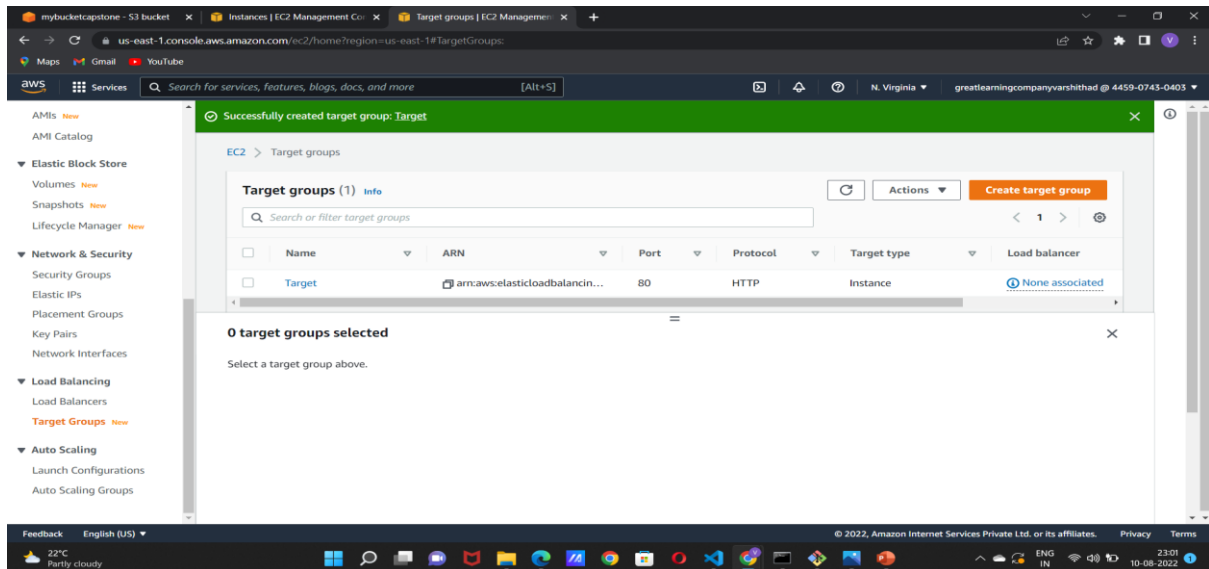 mybucketcapstone - S3 bucket
Instances | EC2 Management Con
Target groups | EC2 Management
us-east-1.console.aws.amazon.com/ec2/home?region=us-east-1#TargetGroups:
V
Maps Gmail YouTube
aws Services Search for services, features, blogs, docs, and more [Alt+S] N. Virginia ▼ greatlearningcompanyvarshithad @ 4459-0743-0403 ▼
AMIs New
AMI Catalog
Elastic Block Store
Volumes New
Snapshots New
Lifecycle Manager New
Network & Security
Security Groups
Elastic IPs
Placement Groups
Key Pairs
Network Interfaces
Load Balancing
Load Balancers
Target Groups New
Auto Scaling
Launch Configurations
Auto Scaling Groups
Successfully created target group: Target
EC2 > Target groups
Target groups (1) Info
Actions ▼ Create target group
Search or filter target groups
< 1 >
Name ARN Port Protocol Target type Load balancer
Target arn:aws:elasticloadbalancin... 80 HTTP Instance None associated
0 target groups selected
Select a target group above.
Feedback English (US) ▼ © 2022, Amazon Internet Services Private Ltd. or its affiliates. Privacy Terms
22°C
Partly cloudy
ENG
IN
23:01
10-08-2022
1